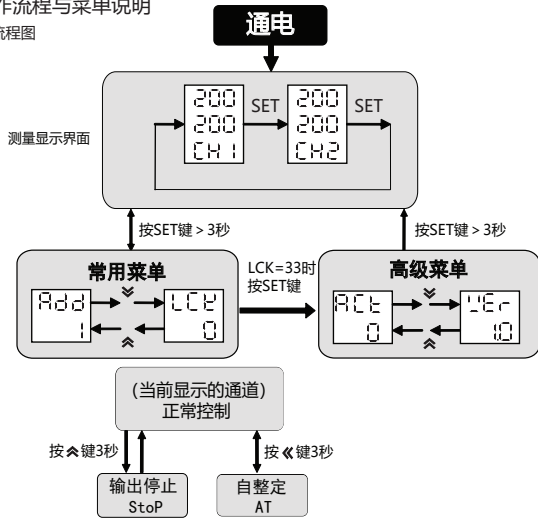 作流程与菜单说明
流程图
通电
测量显示界面
200
200
CH1
SET
200
200
CH2
SET
按SET键 > 3秒
按SET键 > 3秒
常用菜单
Add
1
LCK
0
LCK=33时
按SET键
高级菜单
ACt
0
VEr
1.0
(当前显示的通道)
正常控制
按 键3秒
按 键3秒
输出停止
StoP
自整定
AT